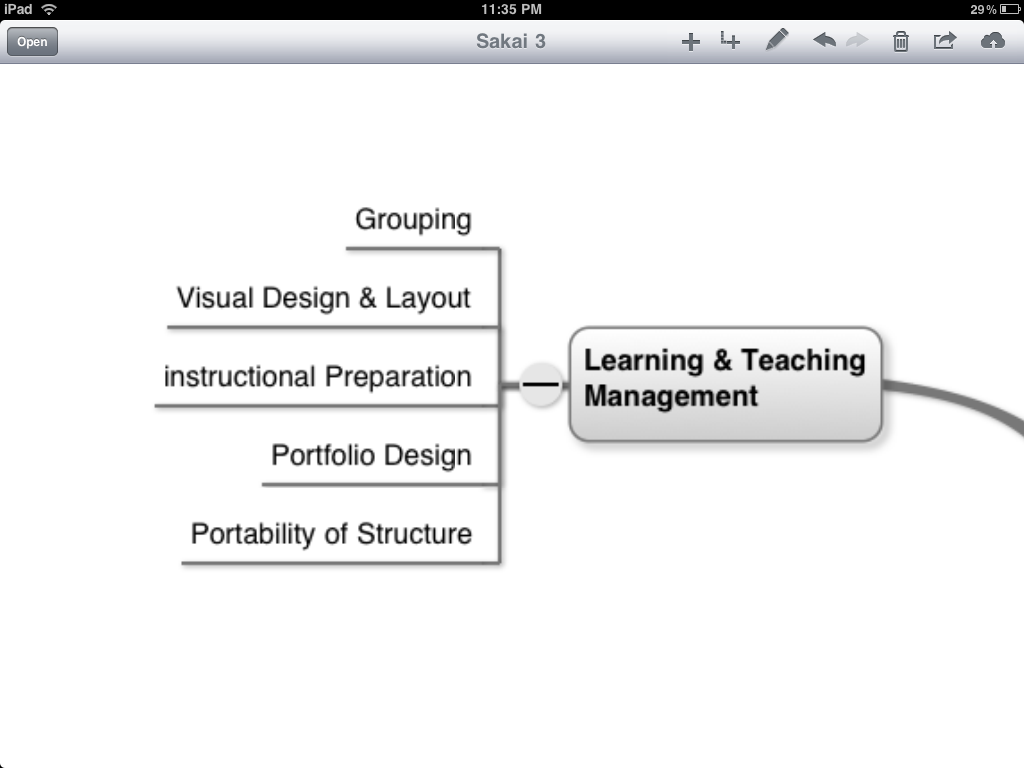 iPad 11:35 PM 29%
Open Sakai 3
Grouping
Visual Design & Layout
instructional Preparation
Portfolio Design
Portability of Structure
Learning & Teaching
Management